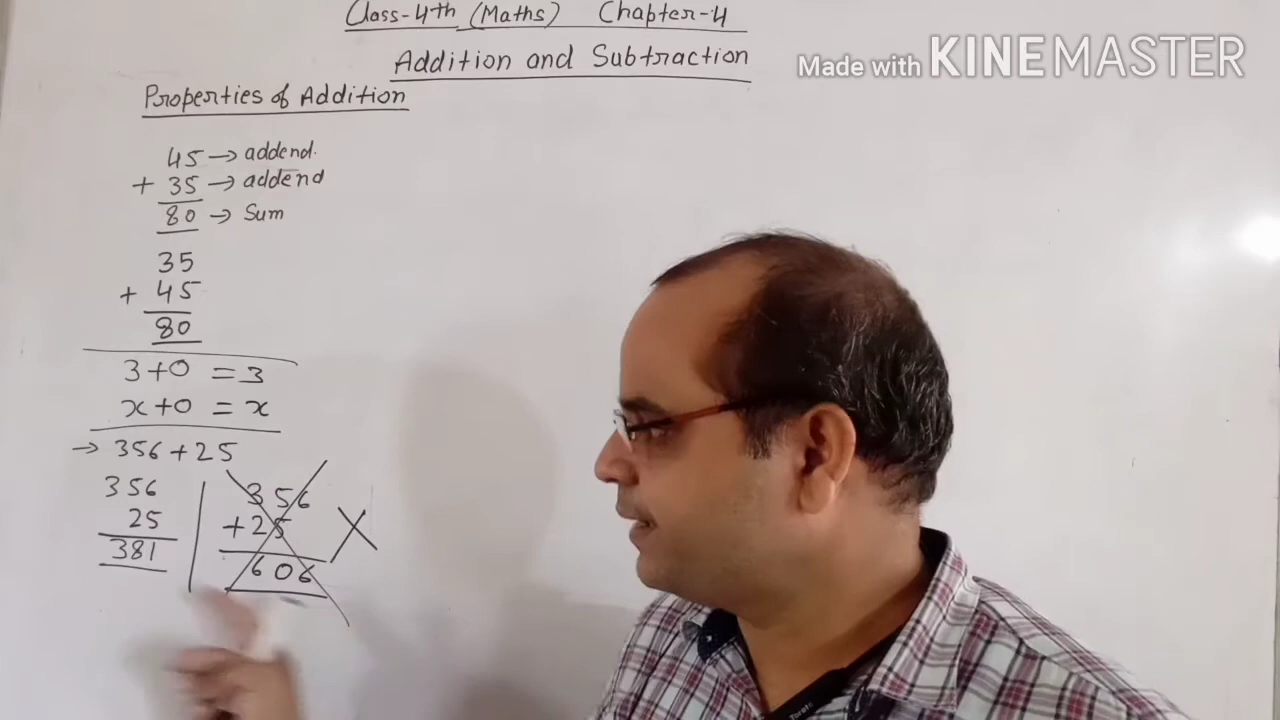 Class-4th (Maths) Chapter-4
Addition and Subtraction
Made with KINEMASTER
Properties of Addition
45 → addend.
+ 35 → addend
80 → Sum
35
+ 45
80
3+0 = 3
x+0 = x
→ 356+25
356
25
381
356
+25
606
X